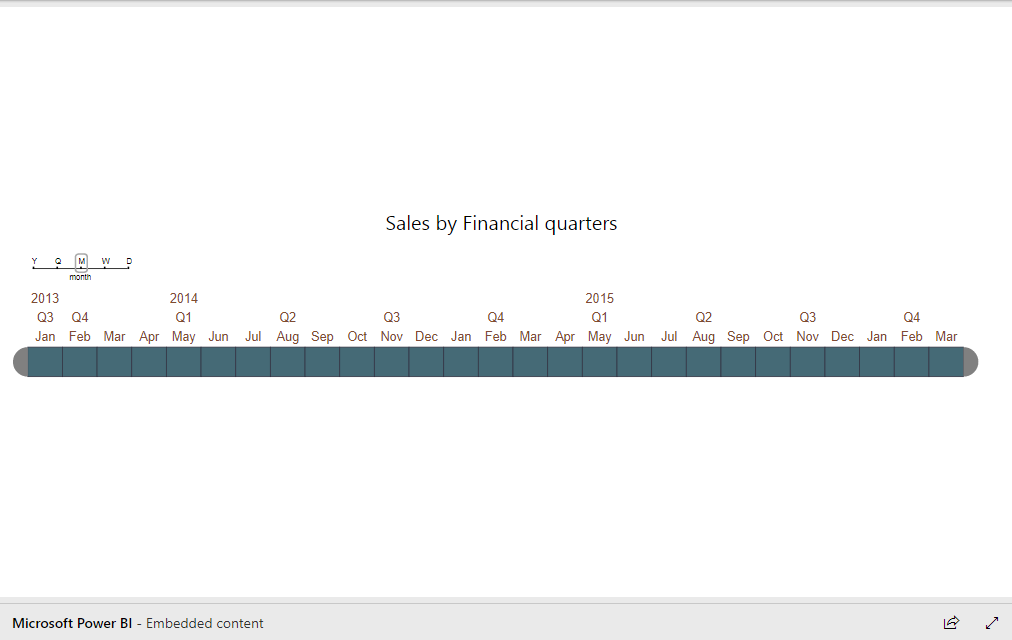 Sales by Financial quarters
Y Q M W D
month
2013 2014 2015
Q3 Q4 Q1 Q2 Q3 Q4 Q1 Q2 Q3 Q4
Jan Feb Mar Apr May Jun Jul Aug Sep Oct Nov Dec Jan Feb Mar Apr May Jun Jul Aug Sep Oct Nov Dec Jan Feb Mar
Microsoft Power BI - Embedded content